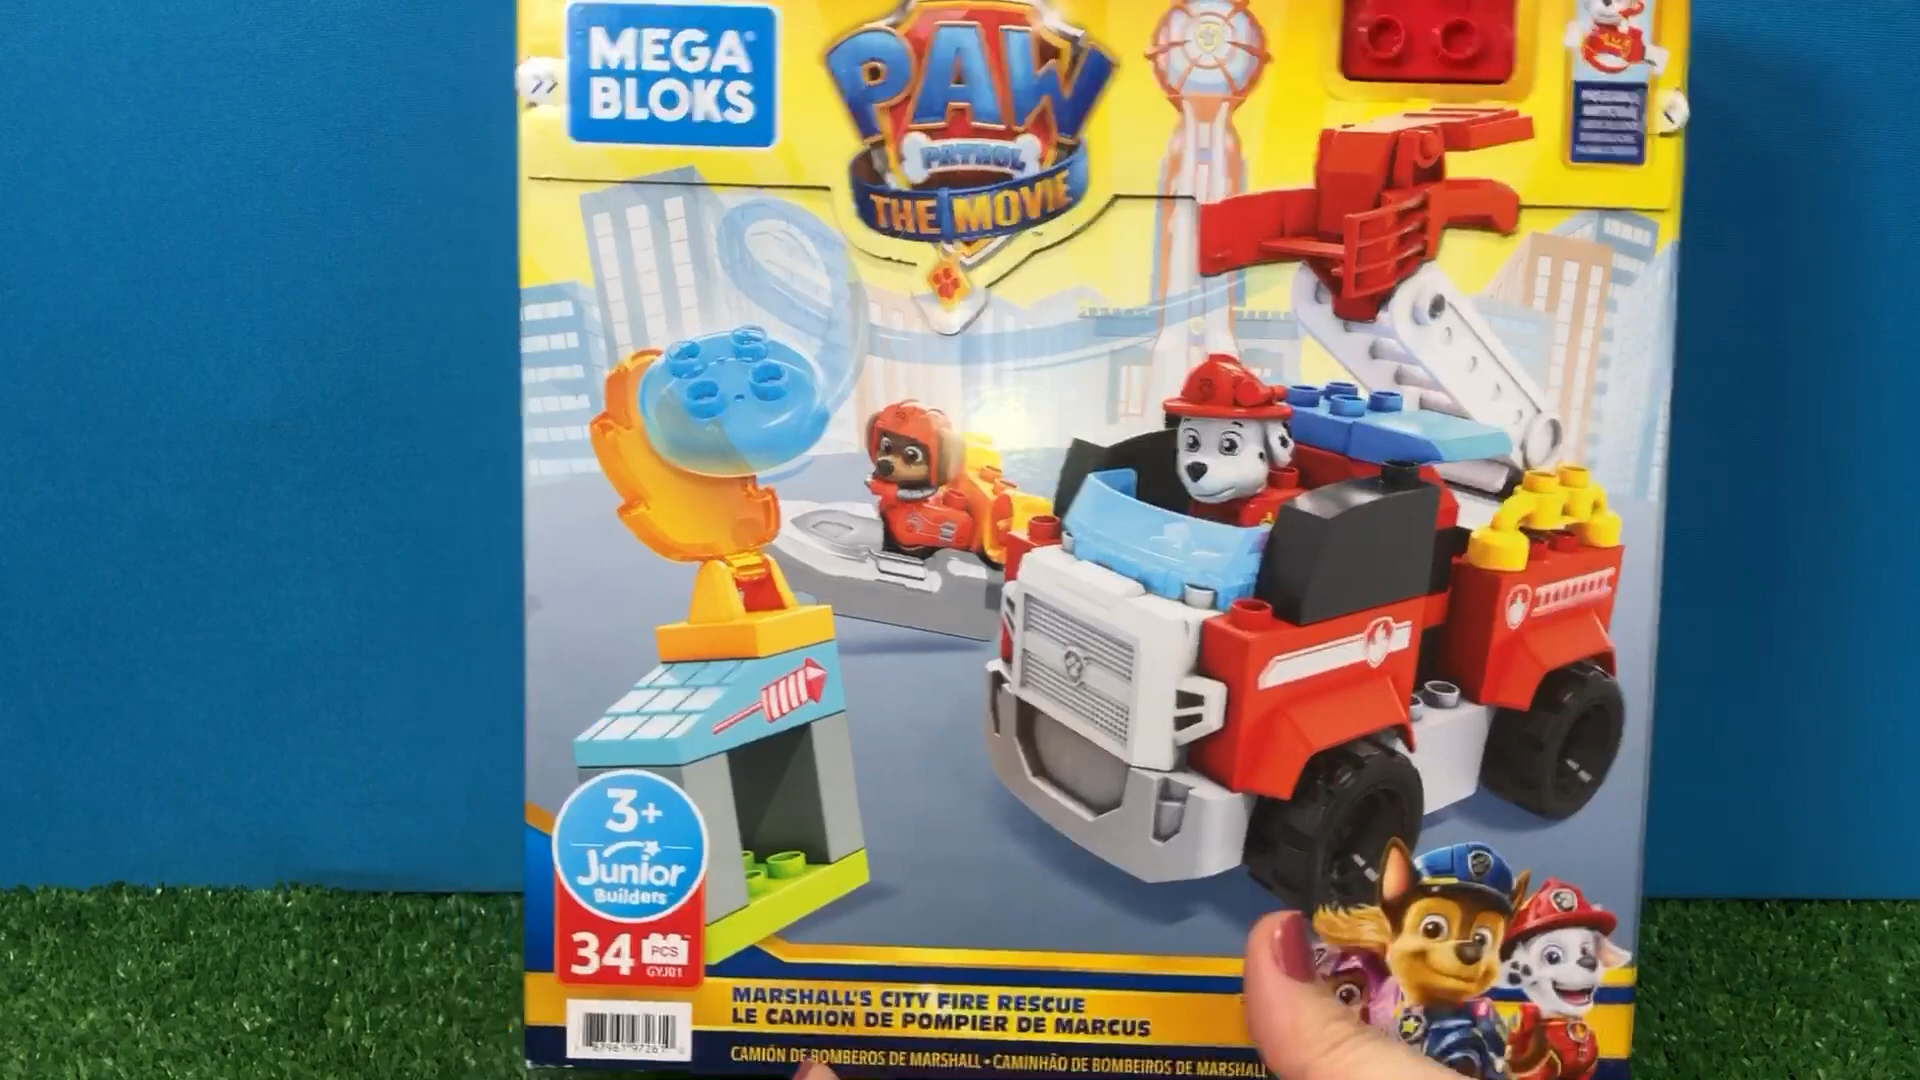 MEGA
BLOKS
PAW
PATROL
THE MOVIE
3+
Junior
Builders
34 PCS
GYJ01
MARSHALL'S CITY FIRE RESCUE
LE CAMION DE POMPIER DE MARCUS
CAMIÓN DE BOMBEROS DE MARSHALL • CAMINHÃO DE BOMBEIROS DE MARSHALL